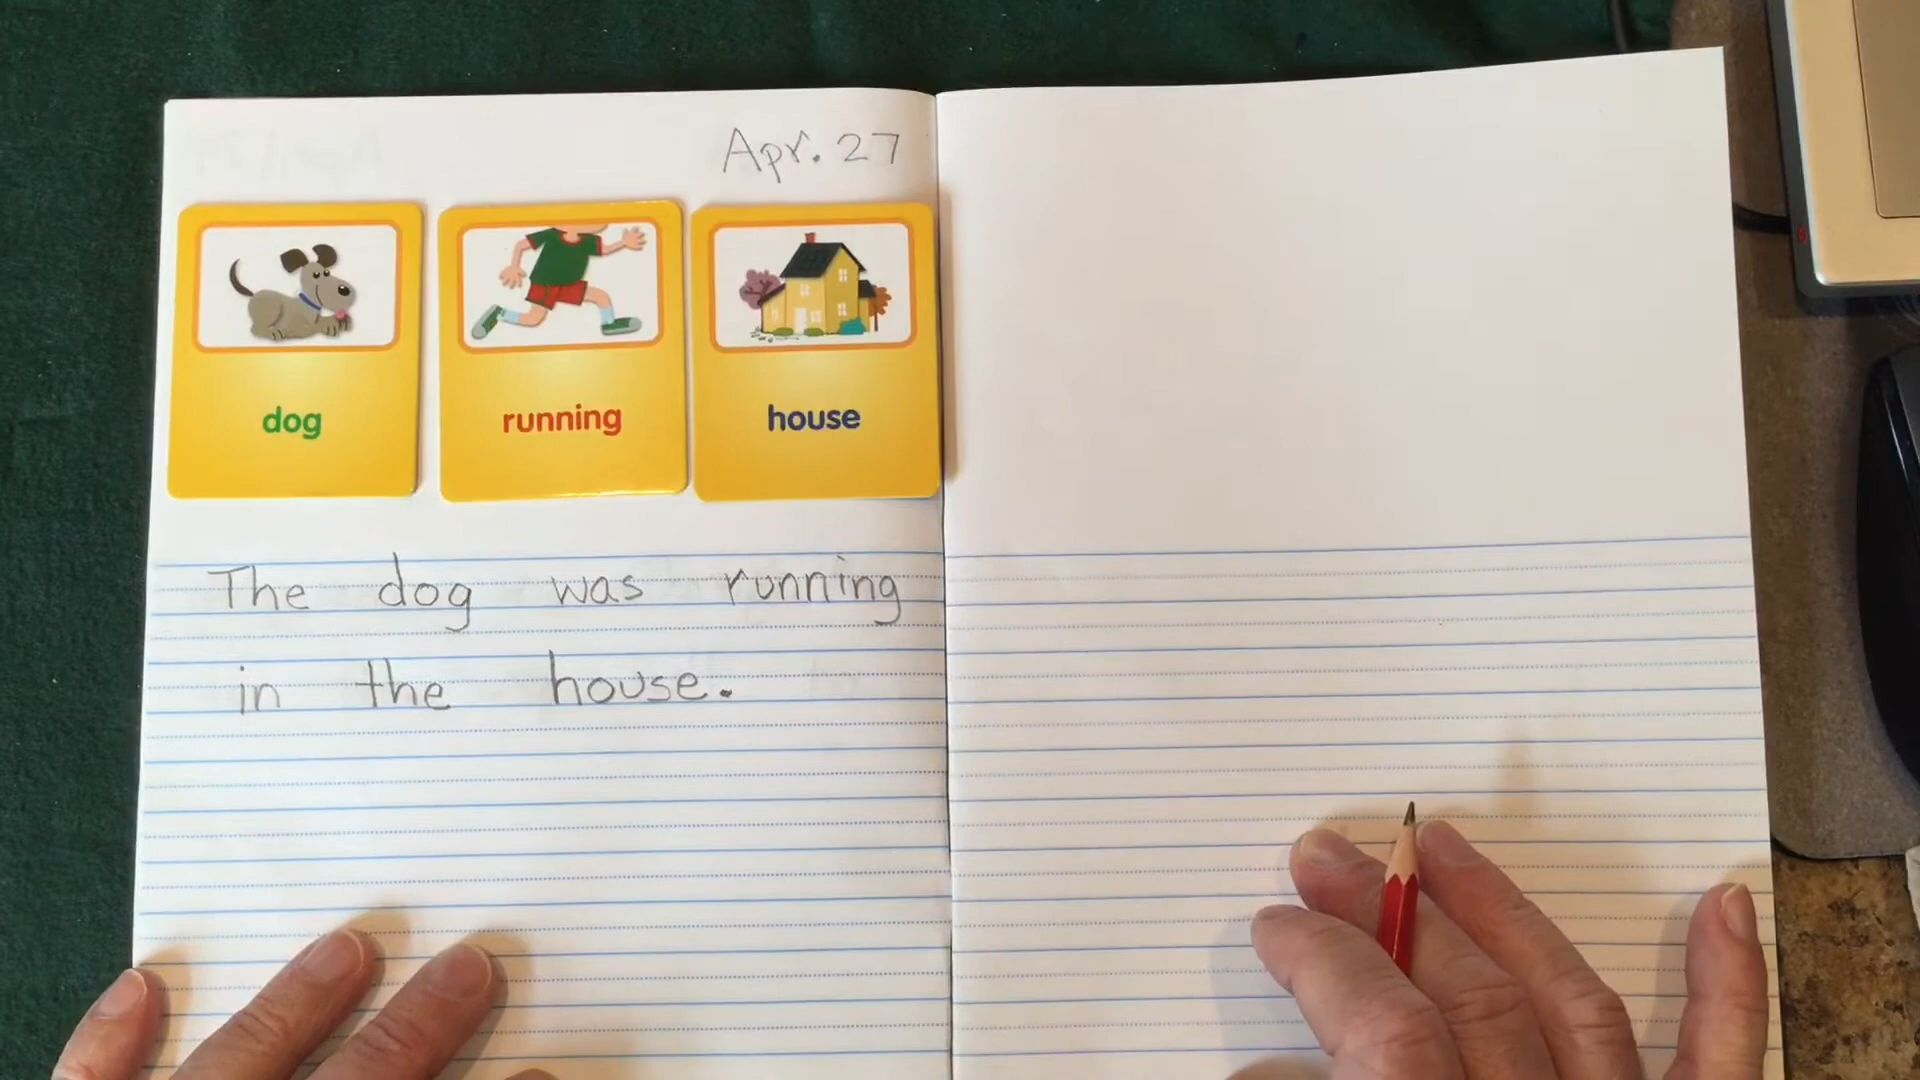 Apr. 27
dog
running
house
The dog was running
in the house.